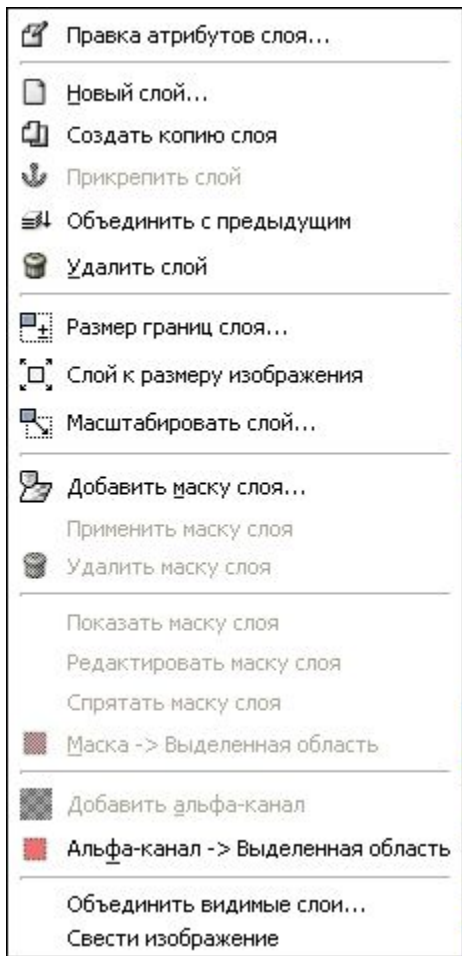 Правка атрибутов слоя...
Новый слой...
Создать копию слоя
Прикрепить слой
Объединить с предыдущим
Удалить слой
Размер границ слоя...
Слой к размеру изображения
Масштабировать слой...
Добавить маску слоя...
Применить маску слоя
Удалить маску слоя
Показать маску слоя
Редактировать маску слоя
Спрятать маску слоя
Маска -> Выделенная область
Добавить альфа-канал
Альфа-канал -> Выделенная область
Объединить видимые слои...
Свести изображение